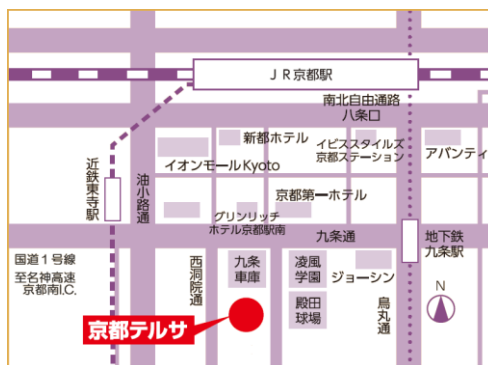 JR京都駅
南北自由通路
八条口
新都ホテル
イビススタイルズ
京都ステーション
アバンティ
イオンモールKyoto
近鉄東寺駅
油小路通
京都第一ホテル
グリンリッチ
ホテル京都駅南
九条通
地下鉄
九条駅
国道1号線
至名神高速
京都南I.C.
西洞院通
九条
車庫
凌風
学園
ジョーシン
殿田
球場
烏丸通
N
京都テルサ